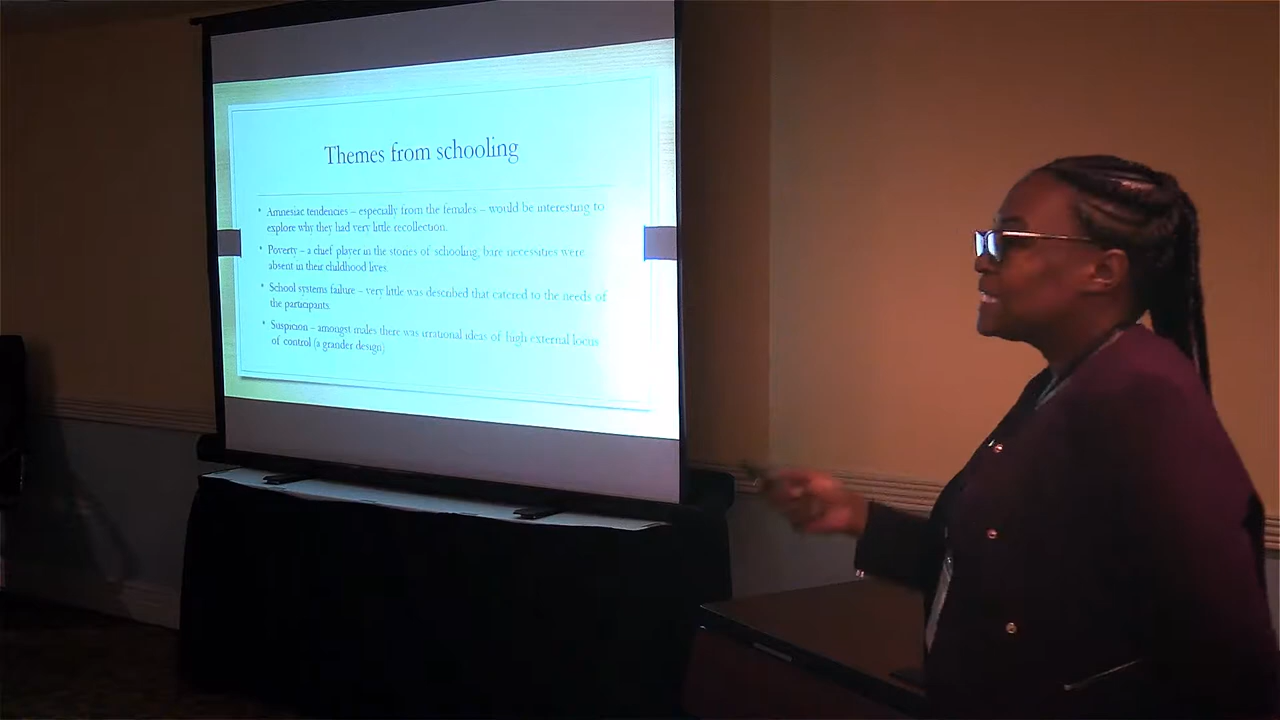 Themes from schooling
• Amnesiac tendencies – especially from the females – would be interesting to
explore why they had very little recollection.
• Poverty – a chief player in the stories of schooling, bare necessities were
absent in their childhood lives.
• School systems failure – very little was described that catered to the needs of
the participants.
• Suspicion – amongst males there was irrational ideas of high external locus
of control (a grander design)